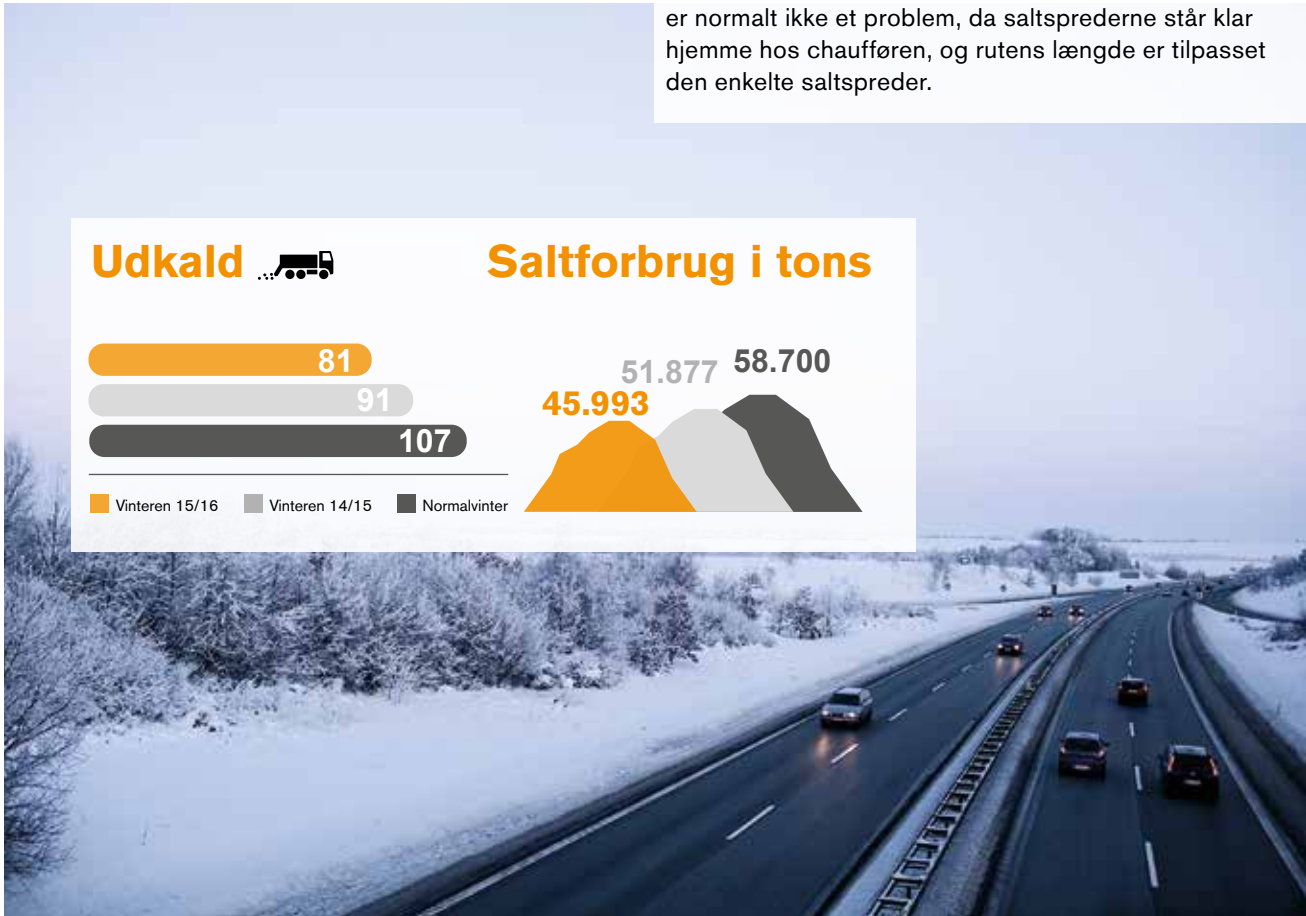 er normalt ikke et problem, da saltsprederne står klar
hjemme hos chaufføren, og rutens længde er tilpasset
den enkelte saltspreder.
Udkald
81
91
107
Vinteren 15/16 Vinteren 14/15 Normalvinter
Saltforbrug i tons
45.993
51.877
58.700